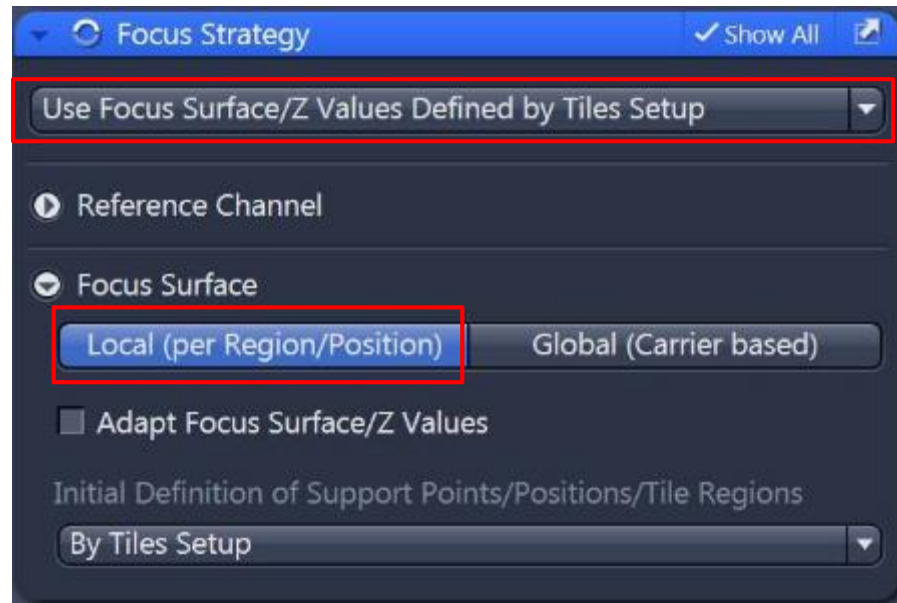 Focus Strategy
Show All
Use Focus Surface/Z Values Defined by Tiles Setup
Reference Channel
Focus Surface
Local (per Region/Position)
Global (Carrier based)
Adapt Focus Surface/Z Values
Initial Definition of Support Points/Positions/Tile Regions
By Tiles Setup